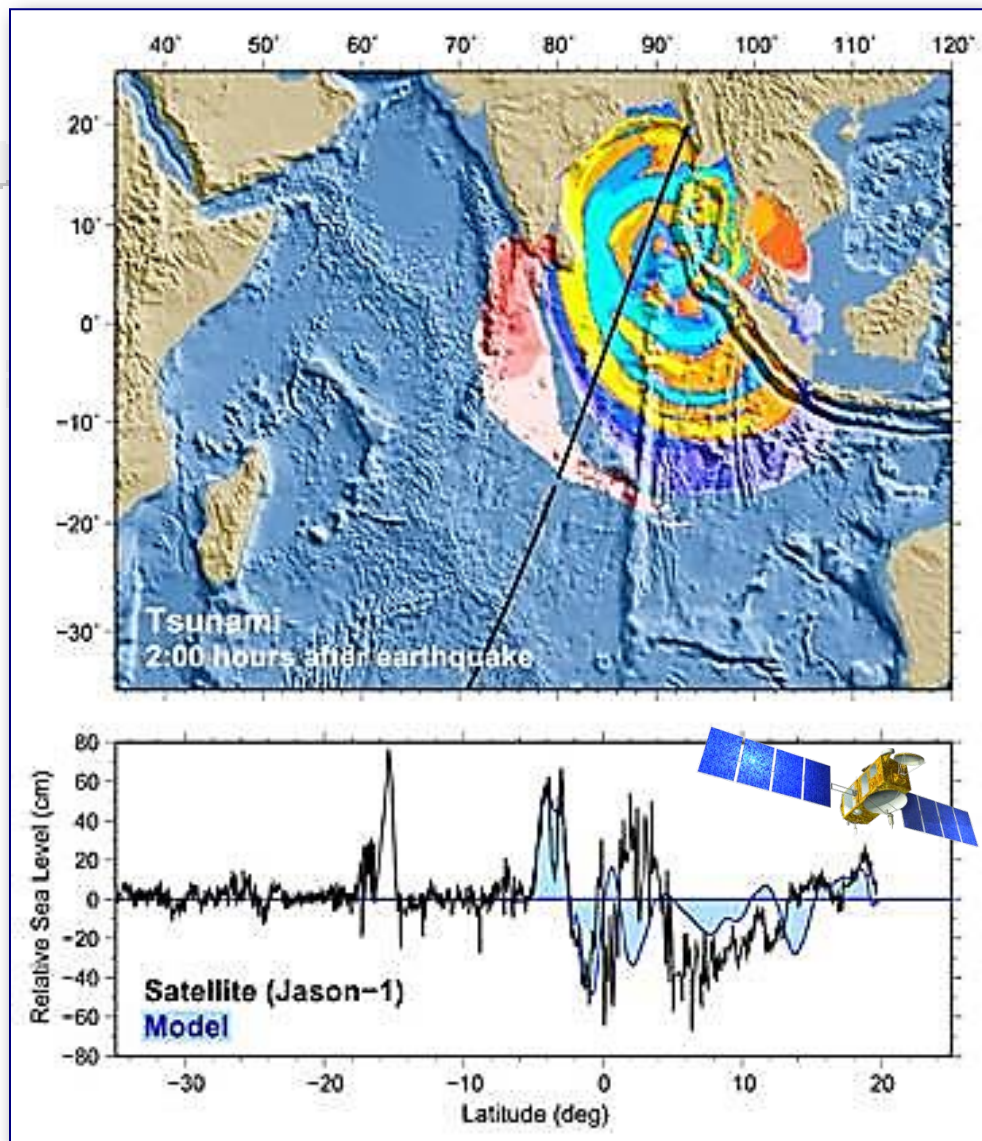 40° 50° 60° 70° 80° 90° 100° 110° 120°
20°
10°
0°
−10°
−20°
−30°
Tsunami
2:00 hours after earthquake
Relative Sea Level (cm)
80
60
40
20
0
−20
−40
−60
−80
Satellite (Jason−1)
Model
−30 −20 −10 0 10 20
Latitude (deg)